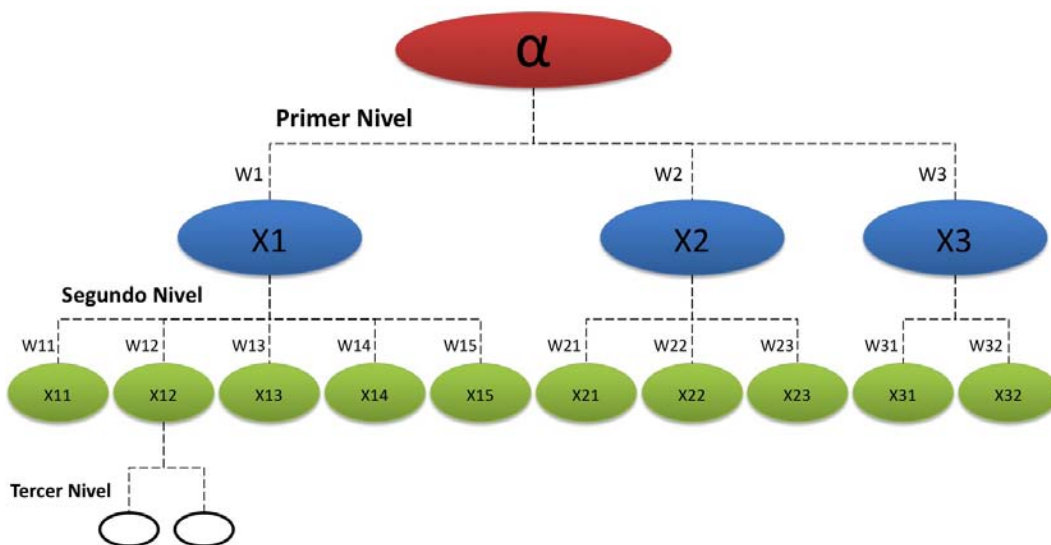 α
Primer Nivel
W1
W2
W3
X1
X2
X3
Segundo Nivel
W11
W12
W13
W14
W15
W21
W22
W23
W31
W32
X11
X12
X13
X14
X15
X21
X22
X23
X31
X32
Tercer Nivel